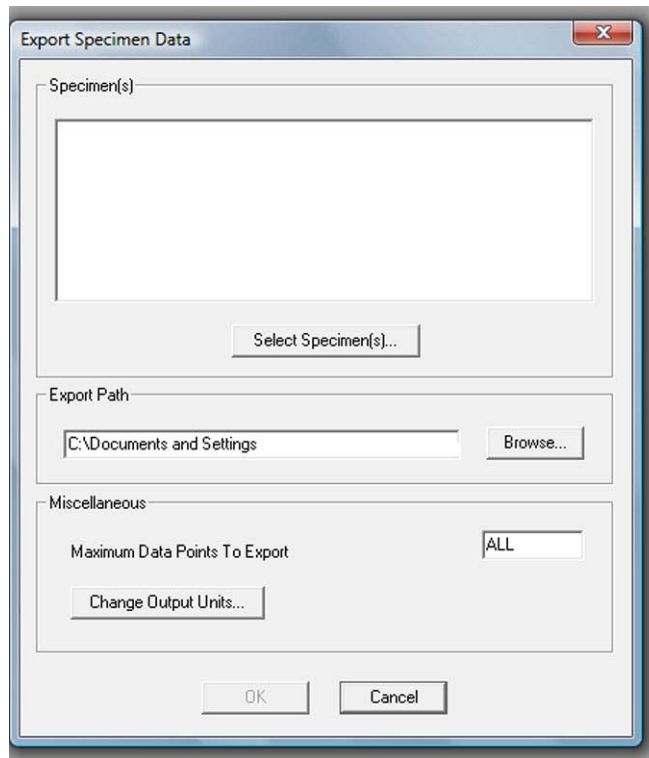 Export Specimen Data
Specimen(s)
Select Specimen(s)...
Export Path
C:\Documents and Settings
Browse...
Miscellaneous
Maximum Data Points To Export
ALL
Change Output Units...
OK
Cancel